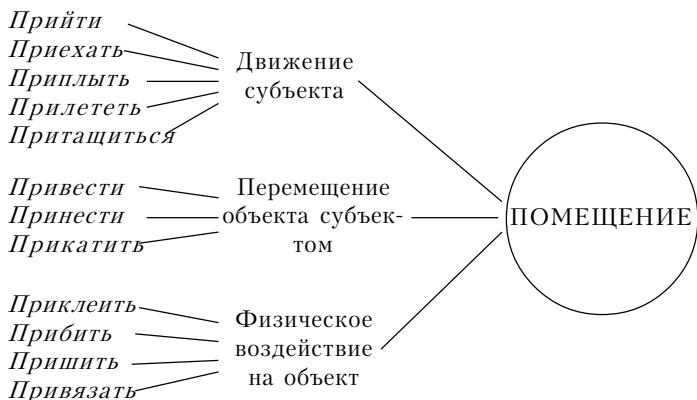 Прийти
Приехать
Приплыть
Прилететь
Притащиться
Движение
субъекта
Привести
Принести
Прикатить
Перемещение
объекта субъек-
том
ПОМЕЩЕНИЕ
Приклеить
Прибить
Пришить
Привязать
Физическое
воздействие
на объект